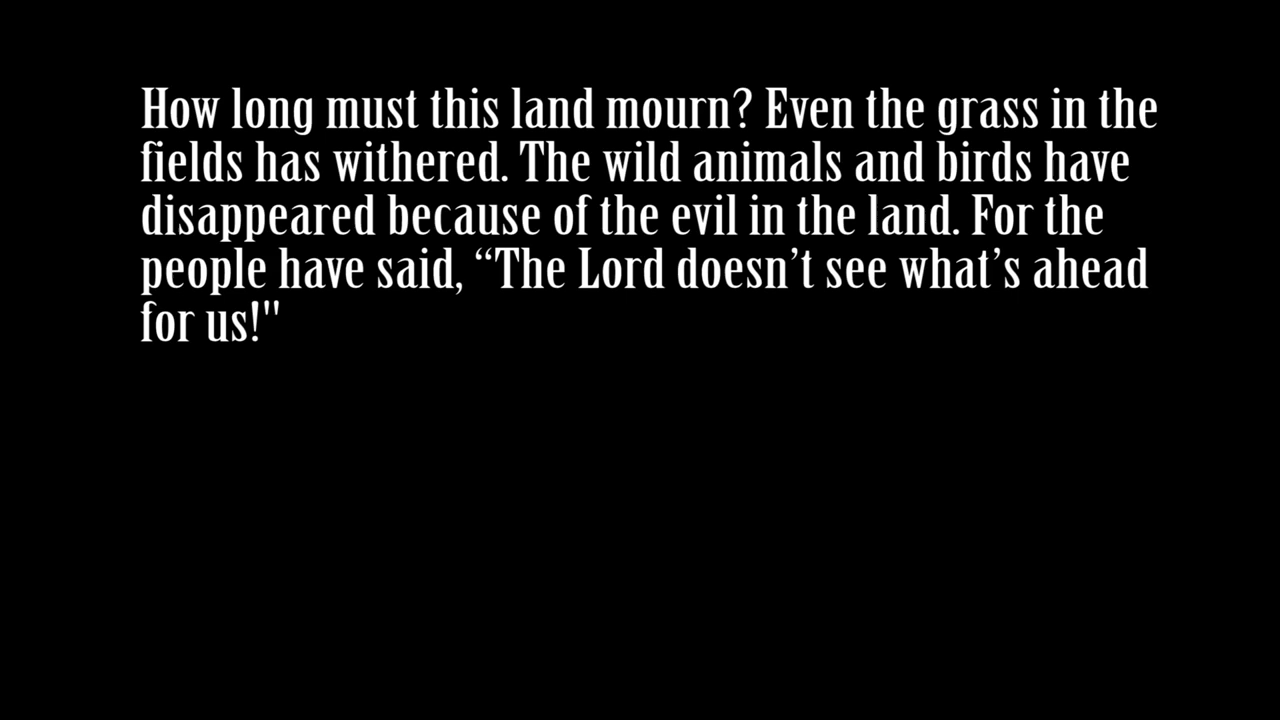 How long must this land mourn? Even the grass in the
fields has withered. The wild animals and birds have
disappeared because of the evil in the land. For the
people have said, “The Lord doesn’t see what’s ahead
for us!"